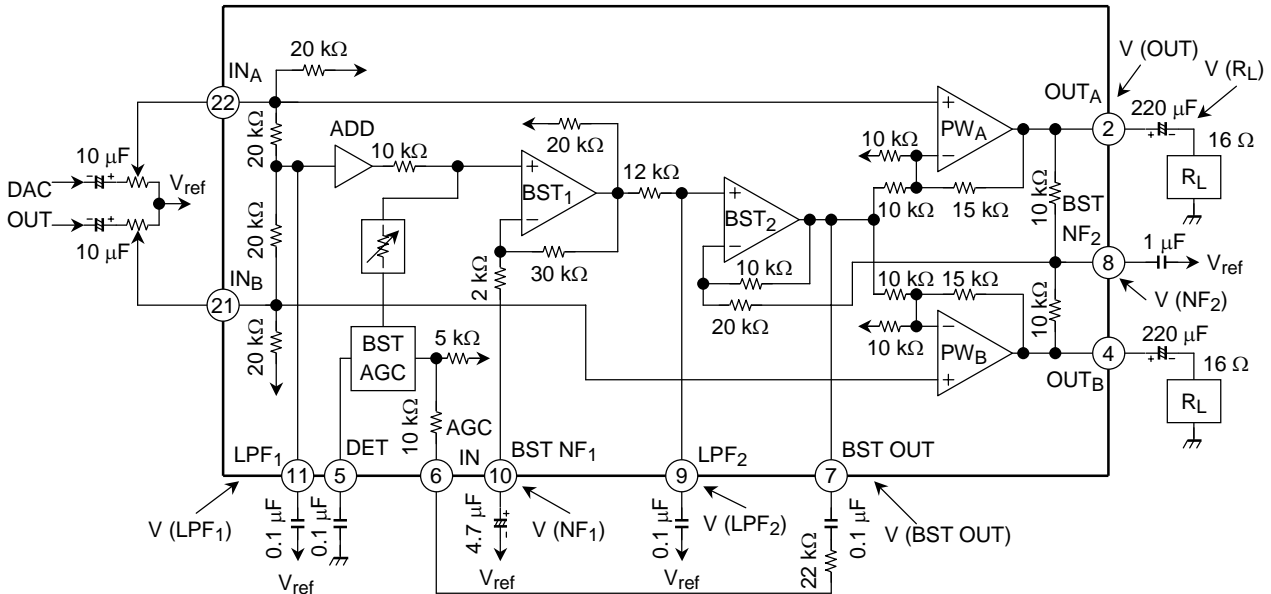 20 kΩ
V (OUT)
V (RL)
INA
OUTA
220 µF
22
2
+ −
16 Ω
20 kΩ
ADD
10 kΩ
20 kΩ
+
−
PWA
10 kΩ
RL
10 µF
− +
DAC
Vref
OUT
− +
10 µF
+
−
BST1
12 kΩ
+
−
BST2
10 kΩ
15 kΩ
10 kΩ
BST
NF2
1 µF
8
Vref
V (NF2)
20 kΩ
INB
21
2 kΩ
30 kΩ
10 kΩ
20 kΩ
10 kΩ
15 kΩ
10 kΩ
−
+
PWB
10 kΩ
220 µF
4
+ −
16 Ω
OUTB
RL
20 kΩ
BST
AGC
5 kΩ
10 kΩ
LPF1
DET
AGC
IN
BST NF1
LPF2
BST OUT
11
5
6
10
9
7
V (LPF1)
0.1 µF
0.1 µF
4.7 µF
+
−
V (NF1)
0.1 µF
V (LPF2)
0.1 µF
V (BST OUT)
22 kΩ
Vref
Vref
Vref